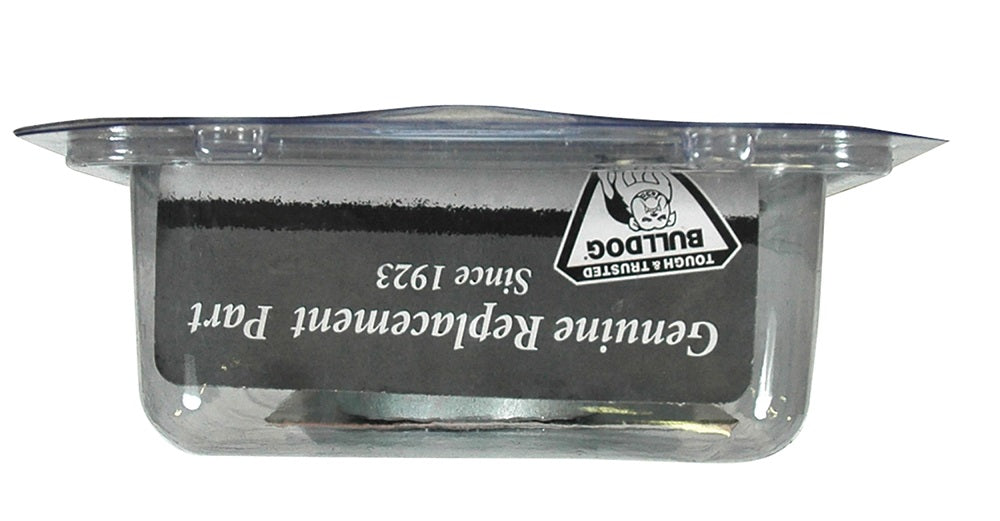 Genuine Replacement Part
Since 1923
TOUGH & TRUSTED
BULLDOG